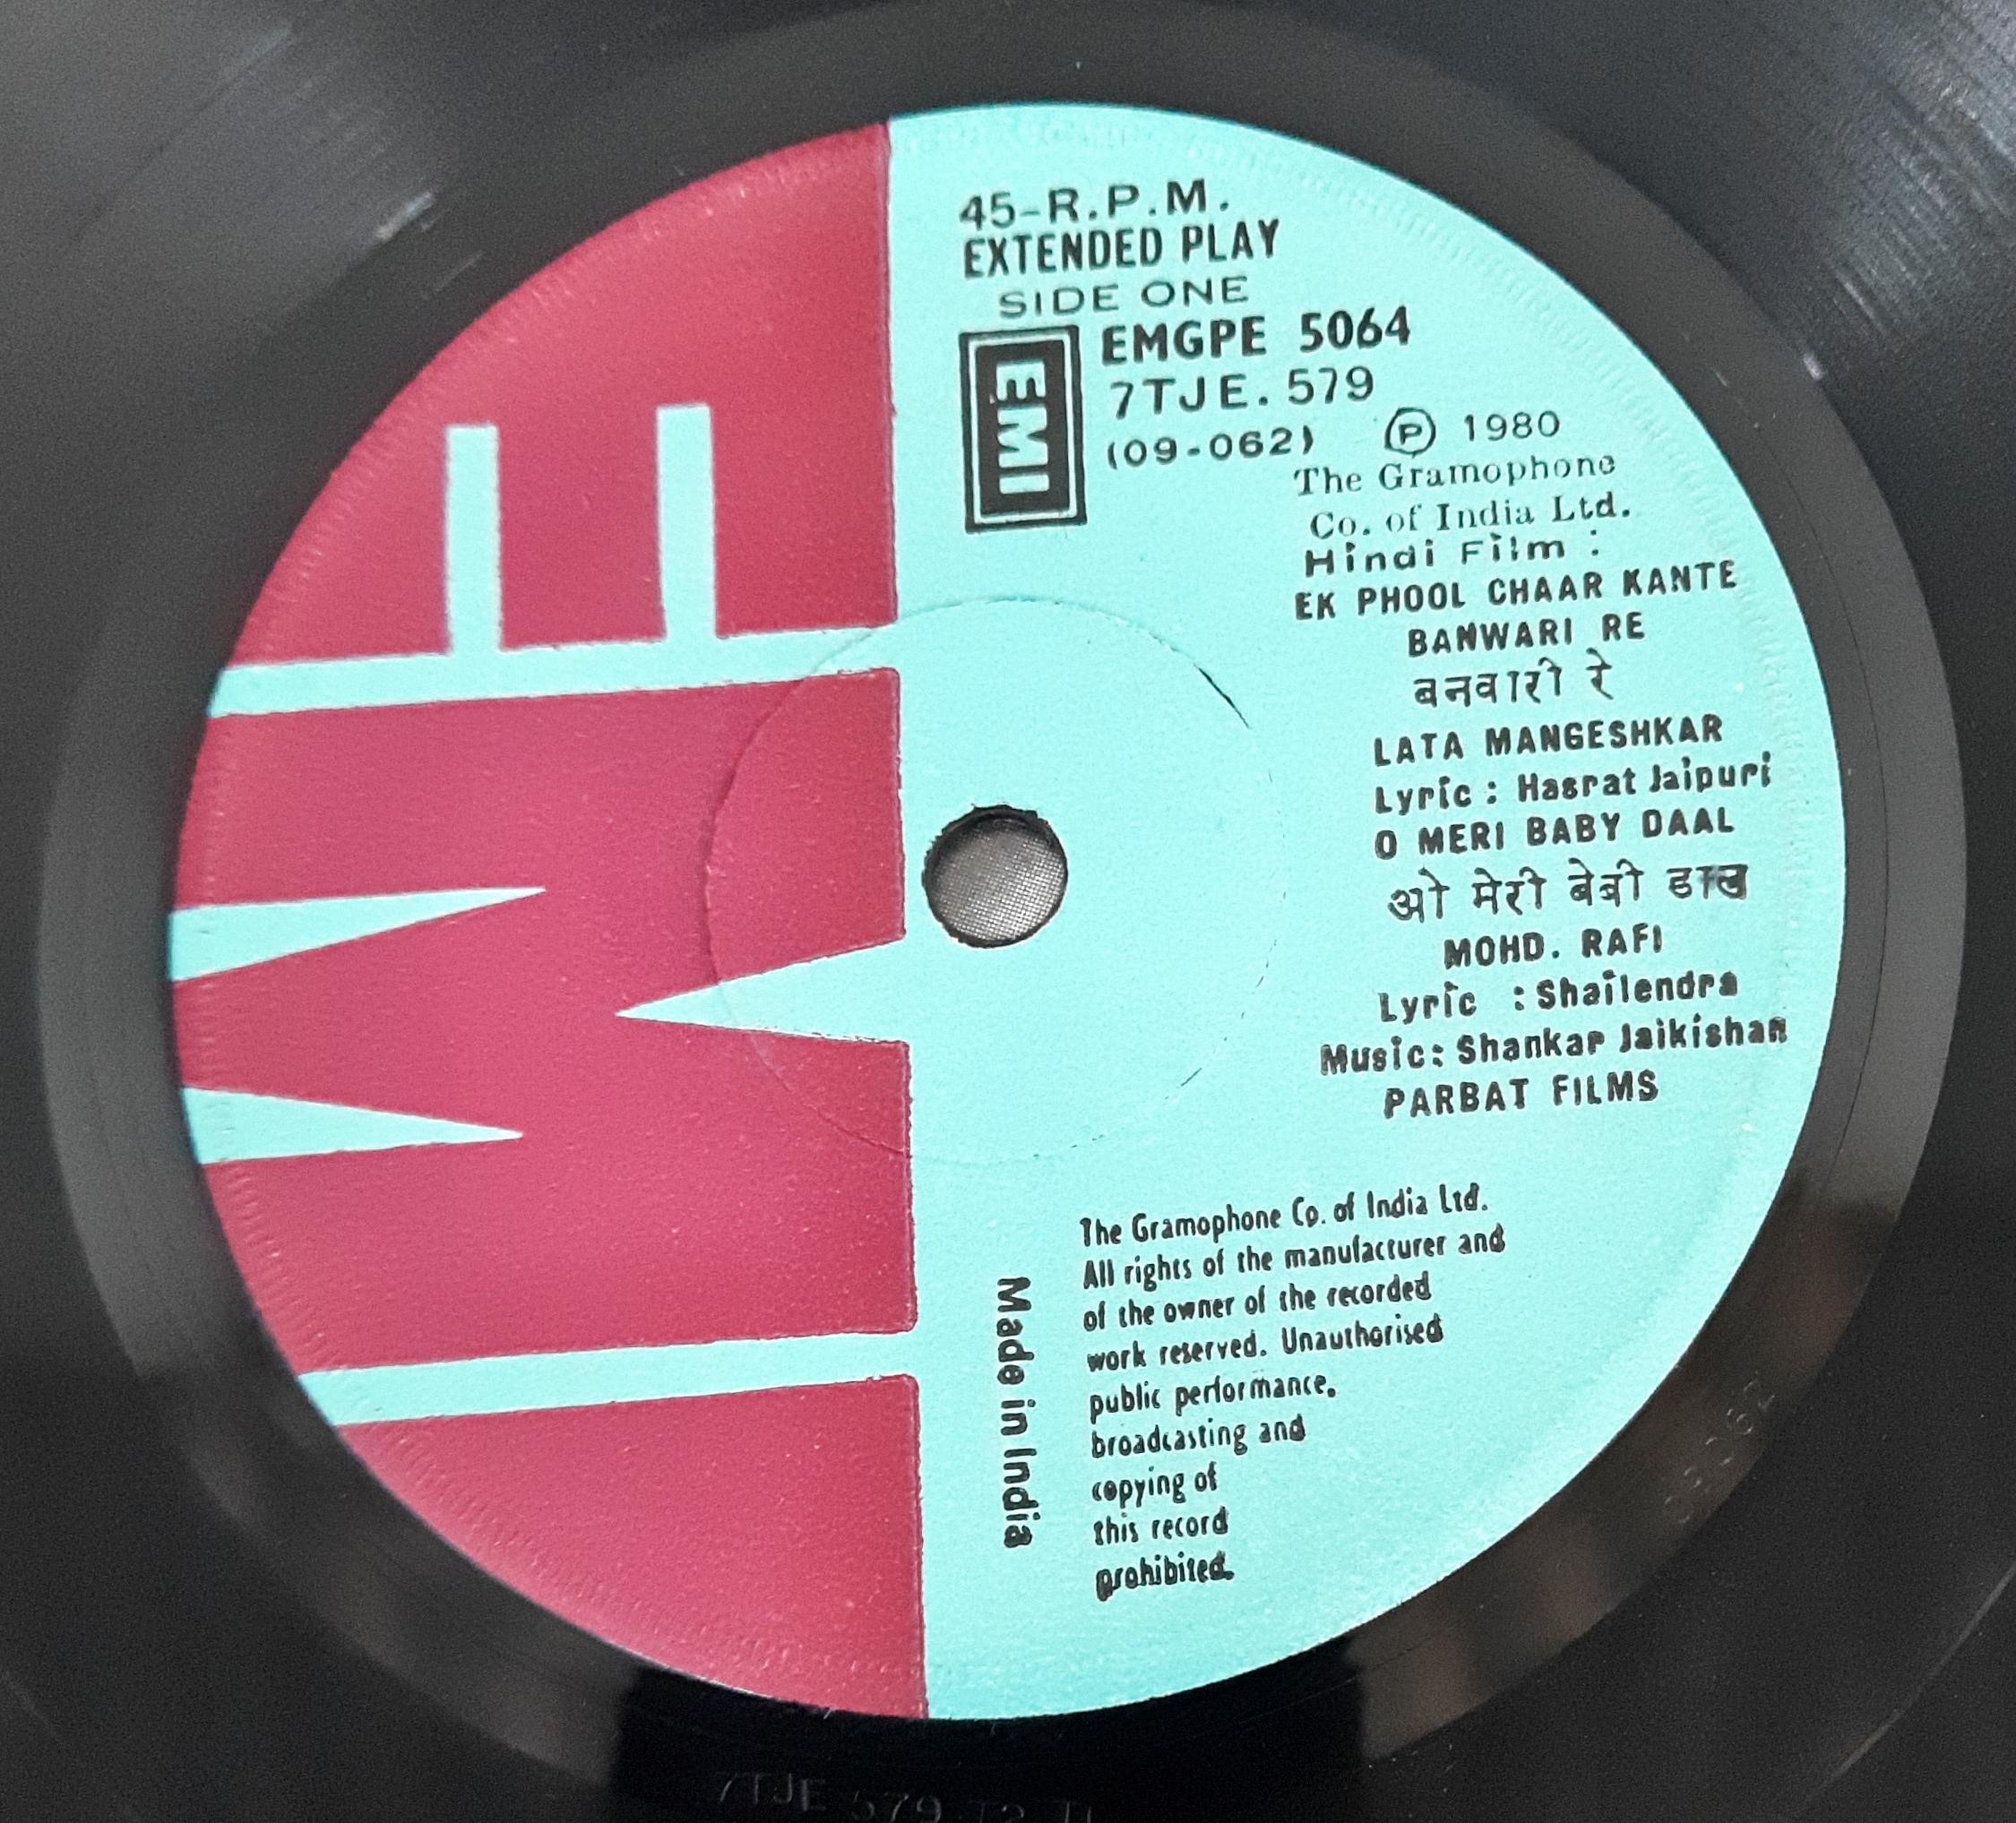 45-R.P.M.
EXTENDED PLAY
SIDE ONE
EMI
EMGPE 5064
7TJE. 579
(09-062) ℗ 1980
The Gramophone
Co. of India Ltd.
Hindi Film :
EK PHOOL CHAAR KANTE
BANWARI RE
बनवारी रे
LATA MANGESHKAR
Lyric : Hasrat Jaipuri
O MERI BABY DAAL
ओ मेरी बेबी डाल
MOHD. RAFI
Lyric : Shailendra
Music: Shankar Jaikishan
PARBAT FILMS
The Gramophone Co. of India Ltd.
All rights of the manufacturer and
of the owner of the recorded
work reserved. Unauthorised
public performance,
broadcasting and
copying of
this record
prohibited.
Made in India
EMI
7TJE 579